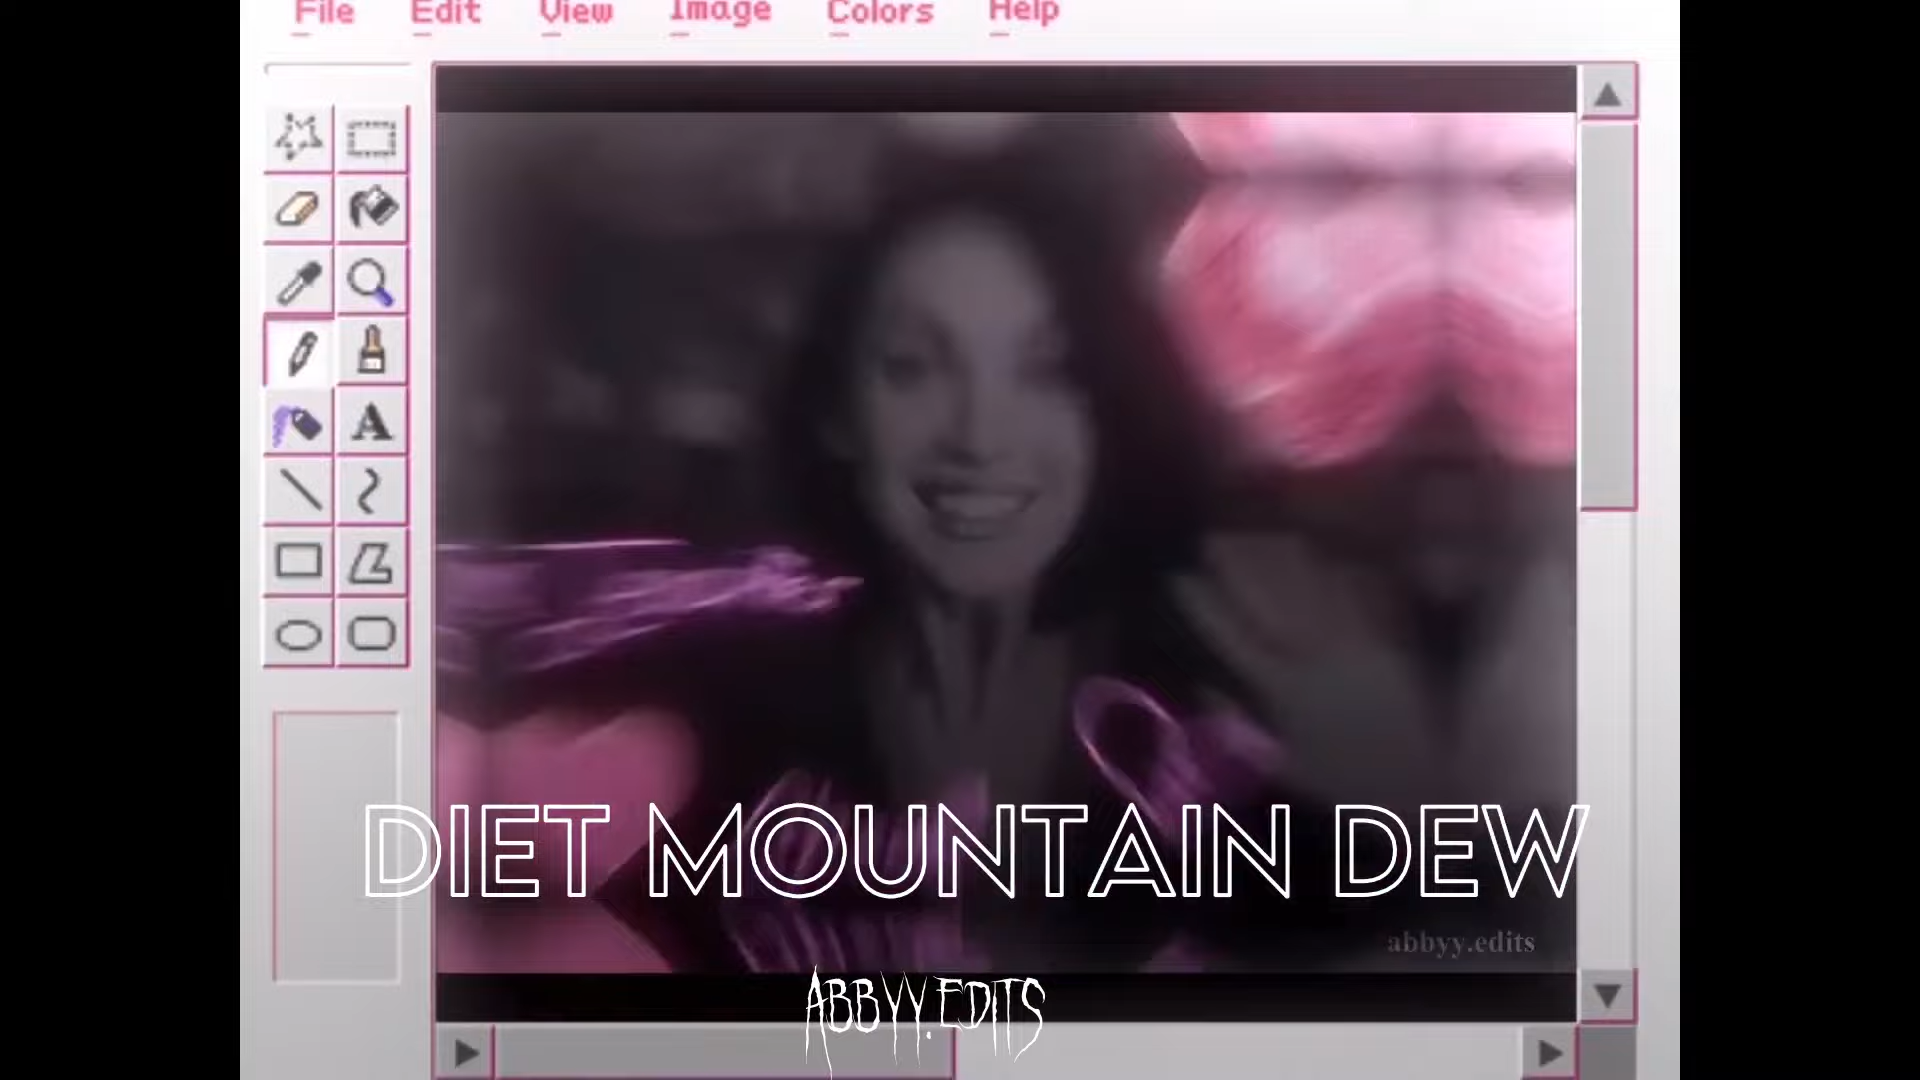 File Edit View Image Colors Help
A
DIET MOUNTAIN DEW
abbyy.edits
ABBYY.EDITS